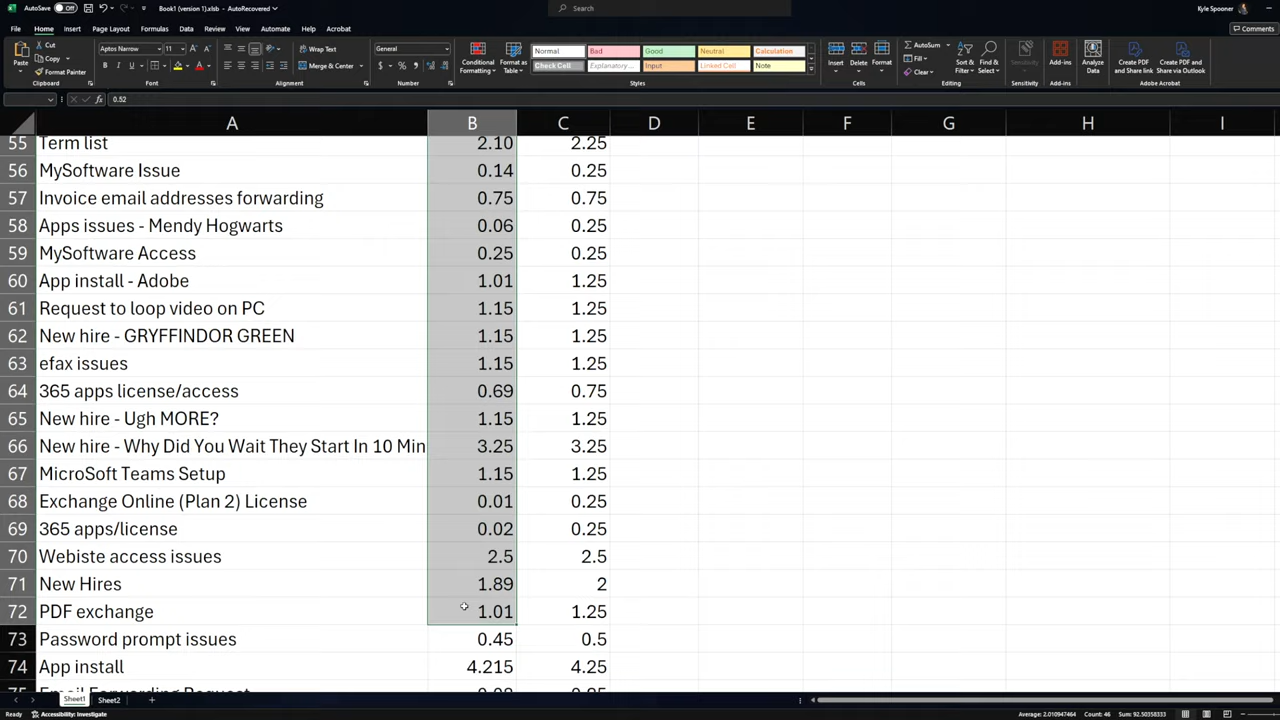 AutoSave Off Book1 (version 1).xlsb - AutoRecovered Search Kyle Spooner
File Home Insert Page Layout Formulas Data Review View Automate Help Acrobat Comments
Paste Cut Copy Format Painter Clipboard
Aptos Narrow 11 B I U Font
Wrap Text Merge & Center Alignment
General $ % Number
Conditional Formatting Format as Table
Normal Bad Good Neutral Calculation
Check Cell Explanatory... Input Linked Cell Note
Styles
Insert Delete Format Cells
AutoSum Fill Clear Sort & Filter Find & Select Editing
Sensitivity Sensitivity
Add-ins Add-ins
Analyze Data
Create PDF and Share link Create PDF and Share via Outlook Adobe Acrobat
fx 0.52
A B C D E F G H I
55 Term list 2.10 2.25
56 MySoftware Issue 0.14 0.25
57 Invoice email addresses forwarding 0.75 0.75
58 Apps issues - Mendy Hogwarts 0.06 0.25
59 MySoftware Access 0.25 0.25
60 App install - Adobe 1.01 1.25
61 Request to loop video on PC 1.15 1.25
62 New hire - GRYFFINDOR GREEN 1.15 1.25
63 efax issues 1.15 1.25
64 365 apps license/access 0.69 0.75
65 New hire - Ugh MORE? 1.15 1.25
66 New hire - Why Did You Wait They Start In 10 Min 3.25 3.25
67 MicroSoft Teams Setup 1.15 1.25
68 Exchange Online (Plan 2) License 0.01 0.25
69 365 apps/license 0.02 0.25
70 Webiste access issues 2.5 2.5
71 New Hires 1.89 2
72 PDF exchange 1.01 1.25
73 Password prompt issues 0.45 0.5
74 App install 4.215 4.25
Sheet1 Sheet2
Ready Accessibility: Investigate Average: 2.010947464 Count: 46 Sum: 92.50358333